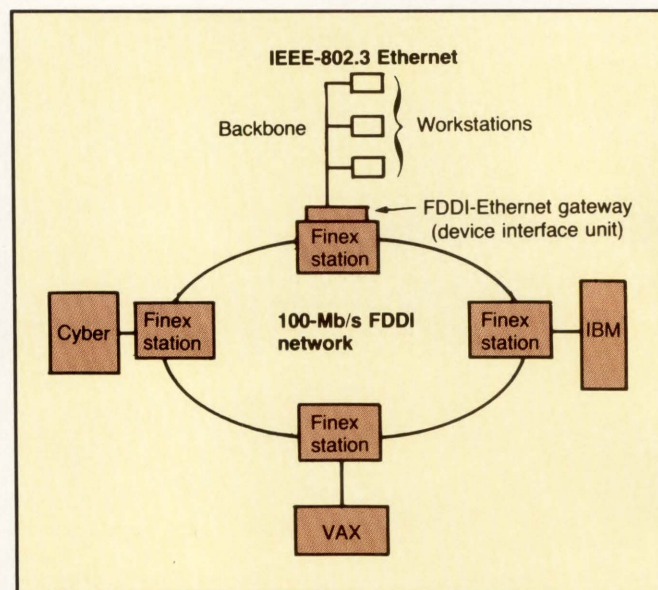 IEEE-802.3 Ethernet
Backbone
Workstations
FDDI-Ethernet gateway
(device interface unit)
Finex
station
Cyber
Finex
station
100-Mb/s FDDI
network
Finex
station
IBM
Finex
station
VAX